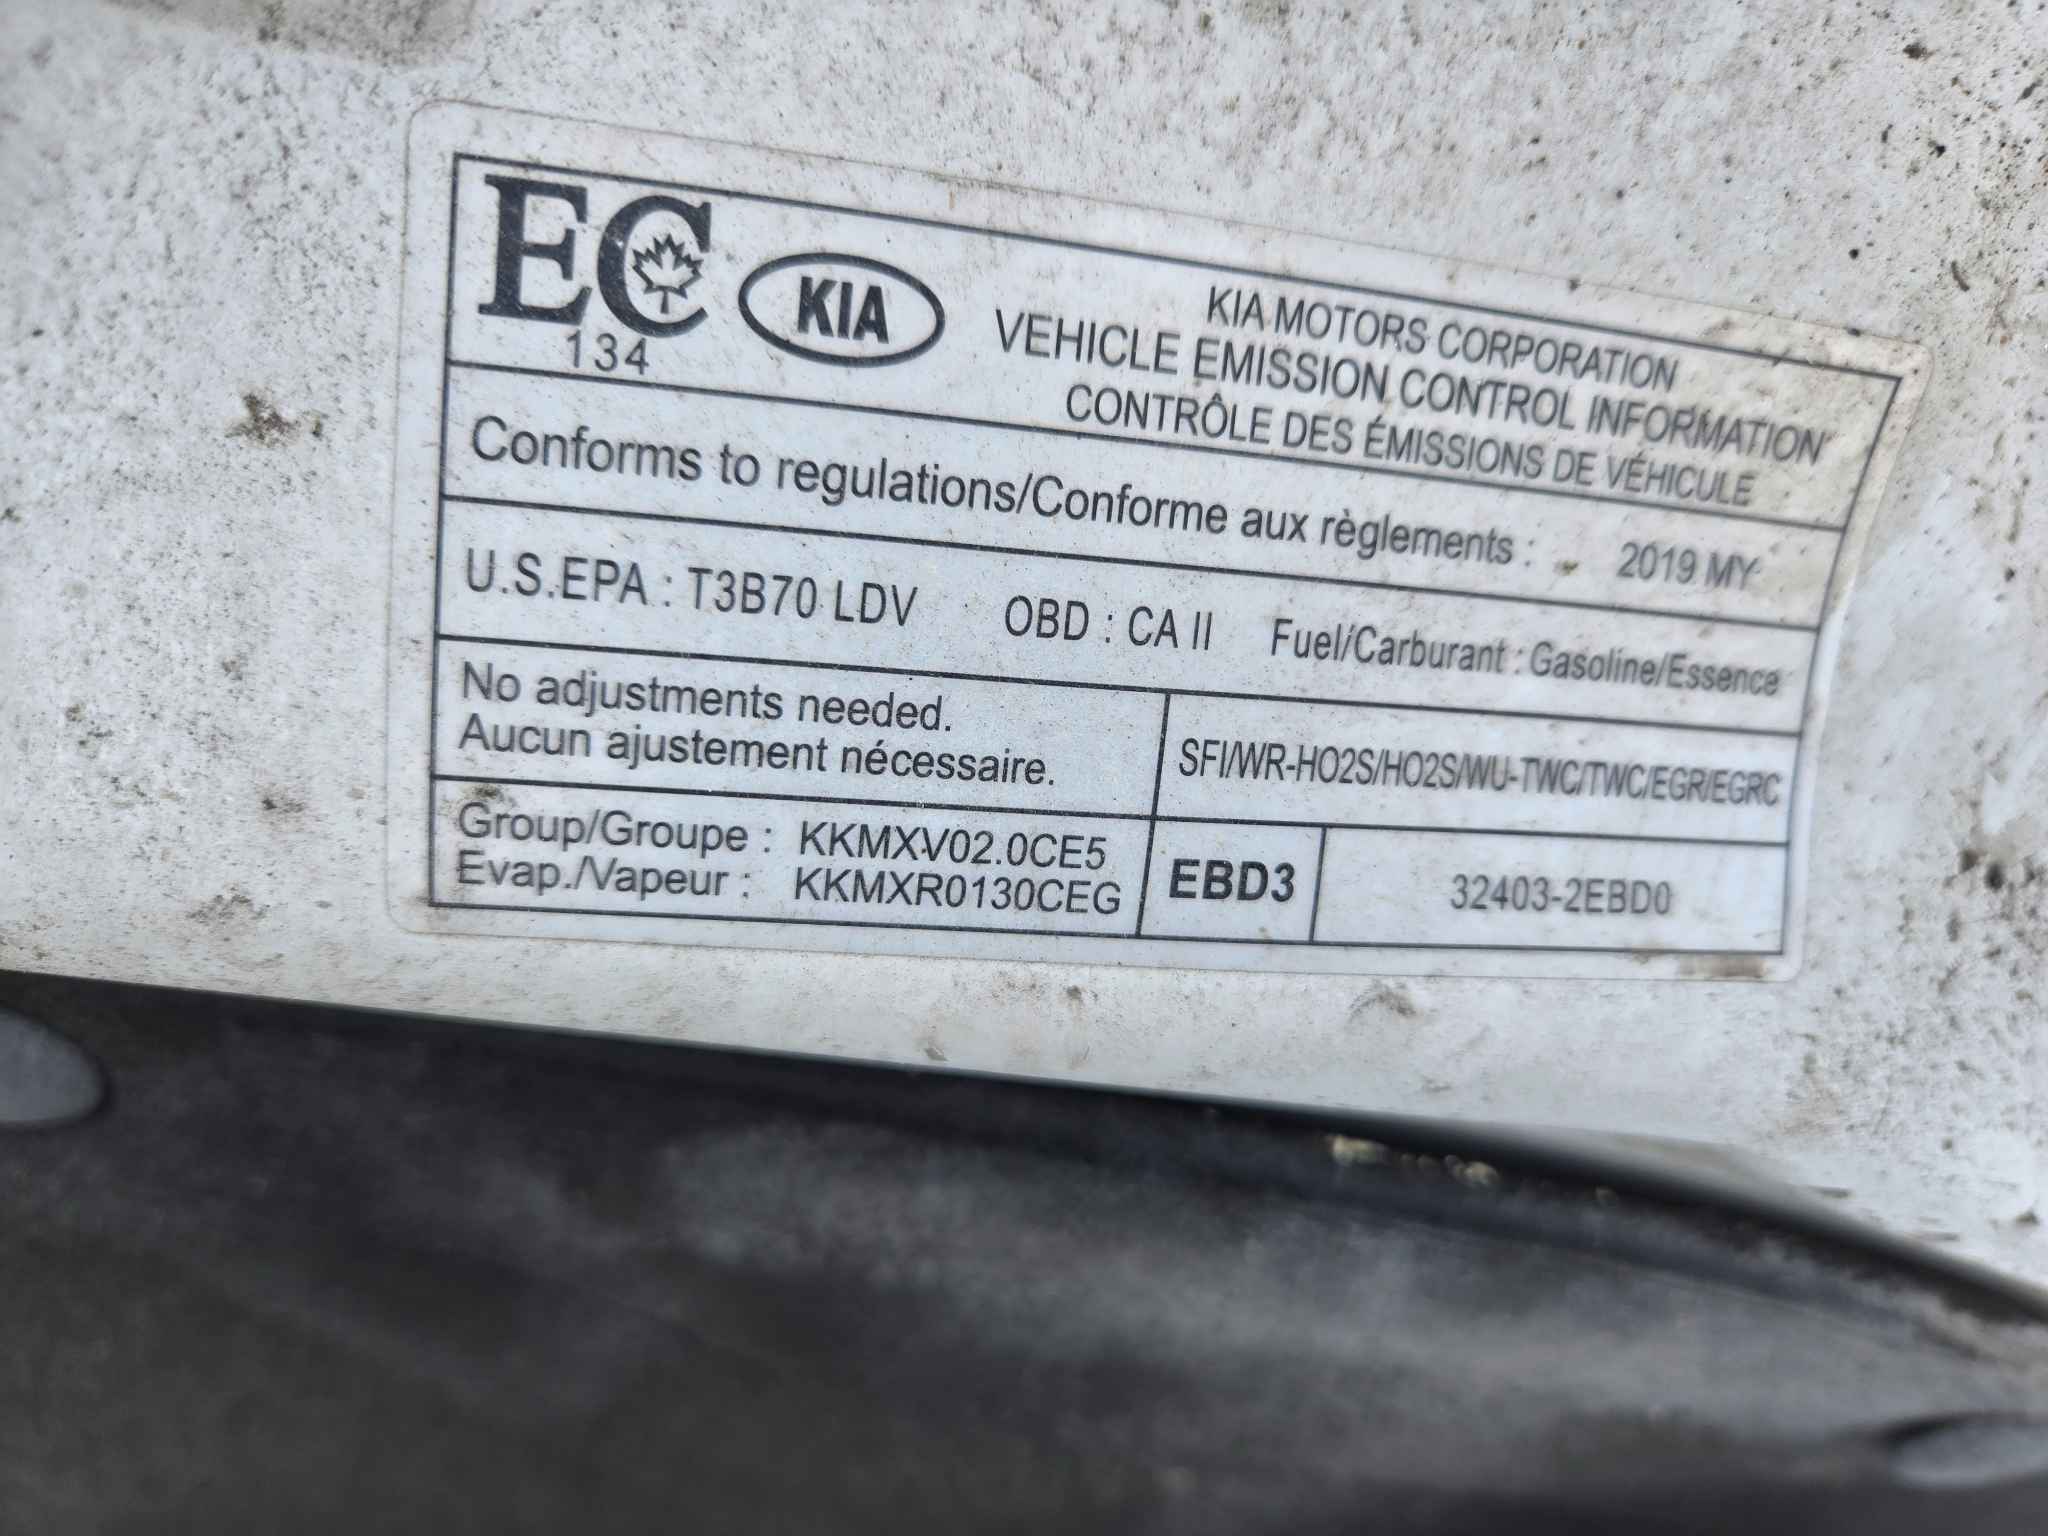 EC
134
KIA
KIA MOTORS CORPORATION
VEHICLE EMISSION CONTROL INFORMATION
CONTRÔLE DES ÉMISSIONS DE VÉHICULE
Conforms to regulations/Conforme aux règlements : 2019 MY
U.S.EPA : T3B70 LDV OBD : CA II Fuel/Carburant : Gasoline/Essence
No adjustments needed.
Aucun ajustement nécessaire.
SFI/WR-HO2S/HO2S/WU-TWC/TWC/EGR/EGRC
Group/Groupe : KKMXV02.0CE5
Evap./Vapeur : KKMXR0130CEG
EBD3
32403-2EBD0